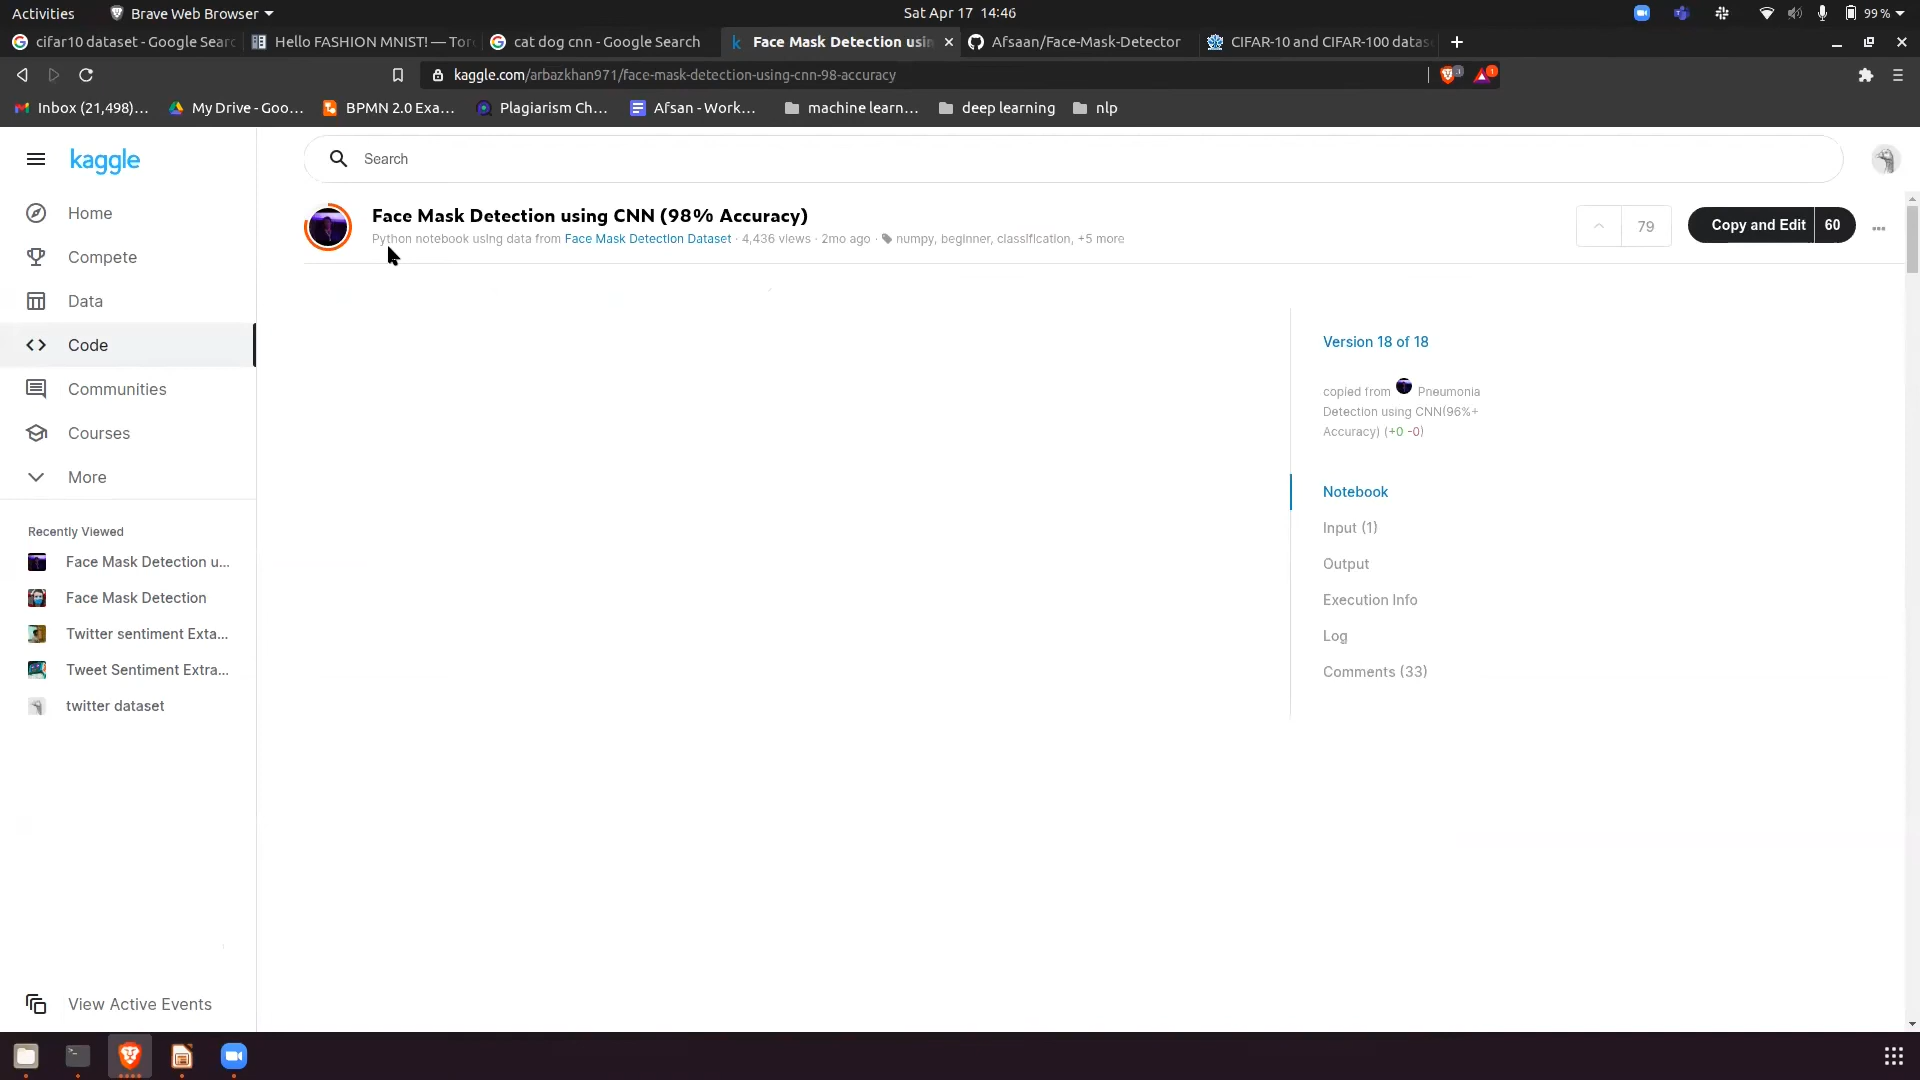 Activities Brave Web Browser Sat Apr 17 14:46 99 %
cifar10 dataset - Google Searc Hello FASHION MNIST! — Tor cat dog cnn - Google Search Face Mask Detection usin Afsaan/Face-Mask-Detector CIFAR-10 and CIFAR-100 datas
kaggle.com/arbazkhan971/face-mask-detection-using-cnn-98-accuracy 1
Inbox (21,498)... My Drive - Goo... BPMN 2.0 Exa... Plagiarism Ch... Afsan - Work... machine learn... deep learning nlp
kaggle
Search
Home
Compete
Data
Code
Communities
Courses
More
Recently Viewed
Face Mask Detection u...
Face Mask Detection
Twitter sentiment Exta...
Tweet Sentiment Extra...
twitter dataset
View Active Events
Face Mask Detection using CNN (98% Accuracy)
Python notebook using data from Face Mask Detection Dataset · 4,436 views · 2mo ago · numpy, beginner, classification, +5 more
79
Copy and Edit 60
Version 18 of 18
copied from Pneumonia
Detection using CNN(96%+
Accuracy) (+0 -0)
Notebook
Input (1)
Output
Execution Info
Log
Comments (33)